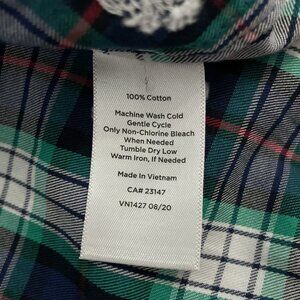 100% Cotton
Machine Wash Cold
Gentle Cycle
Only Non-Chlorine Bleach
When Needed
Tumble Dry Low
Warm Iron, If Needed
Made In Vietnam
CA# 23147
VN1427 08/20